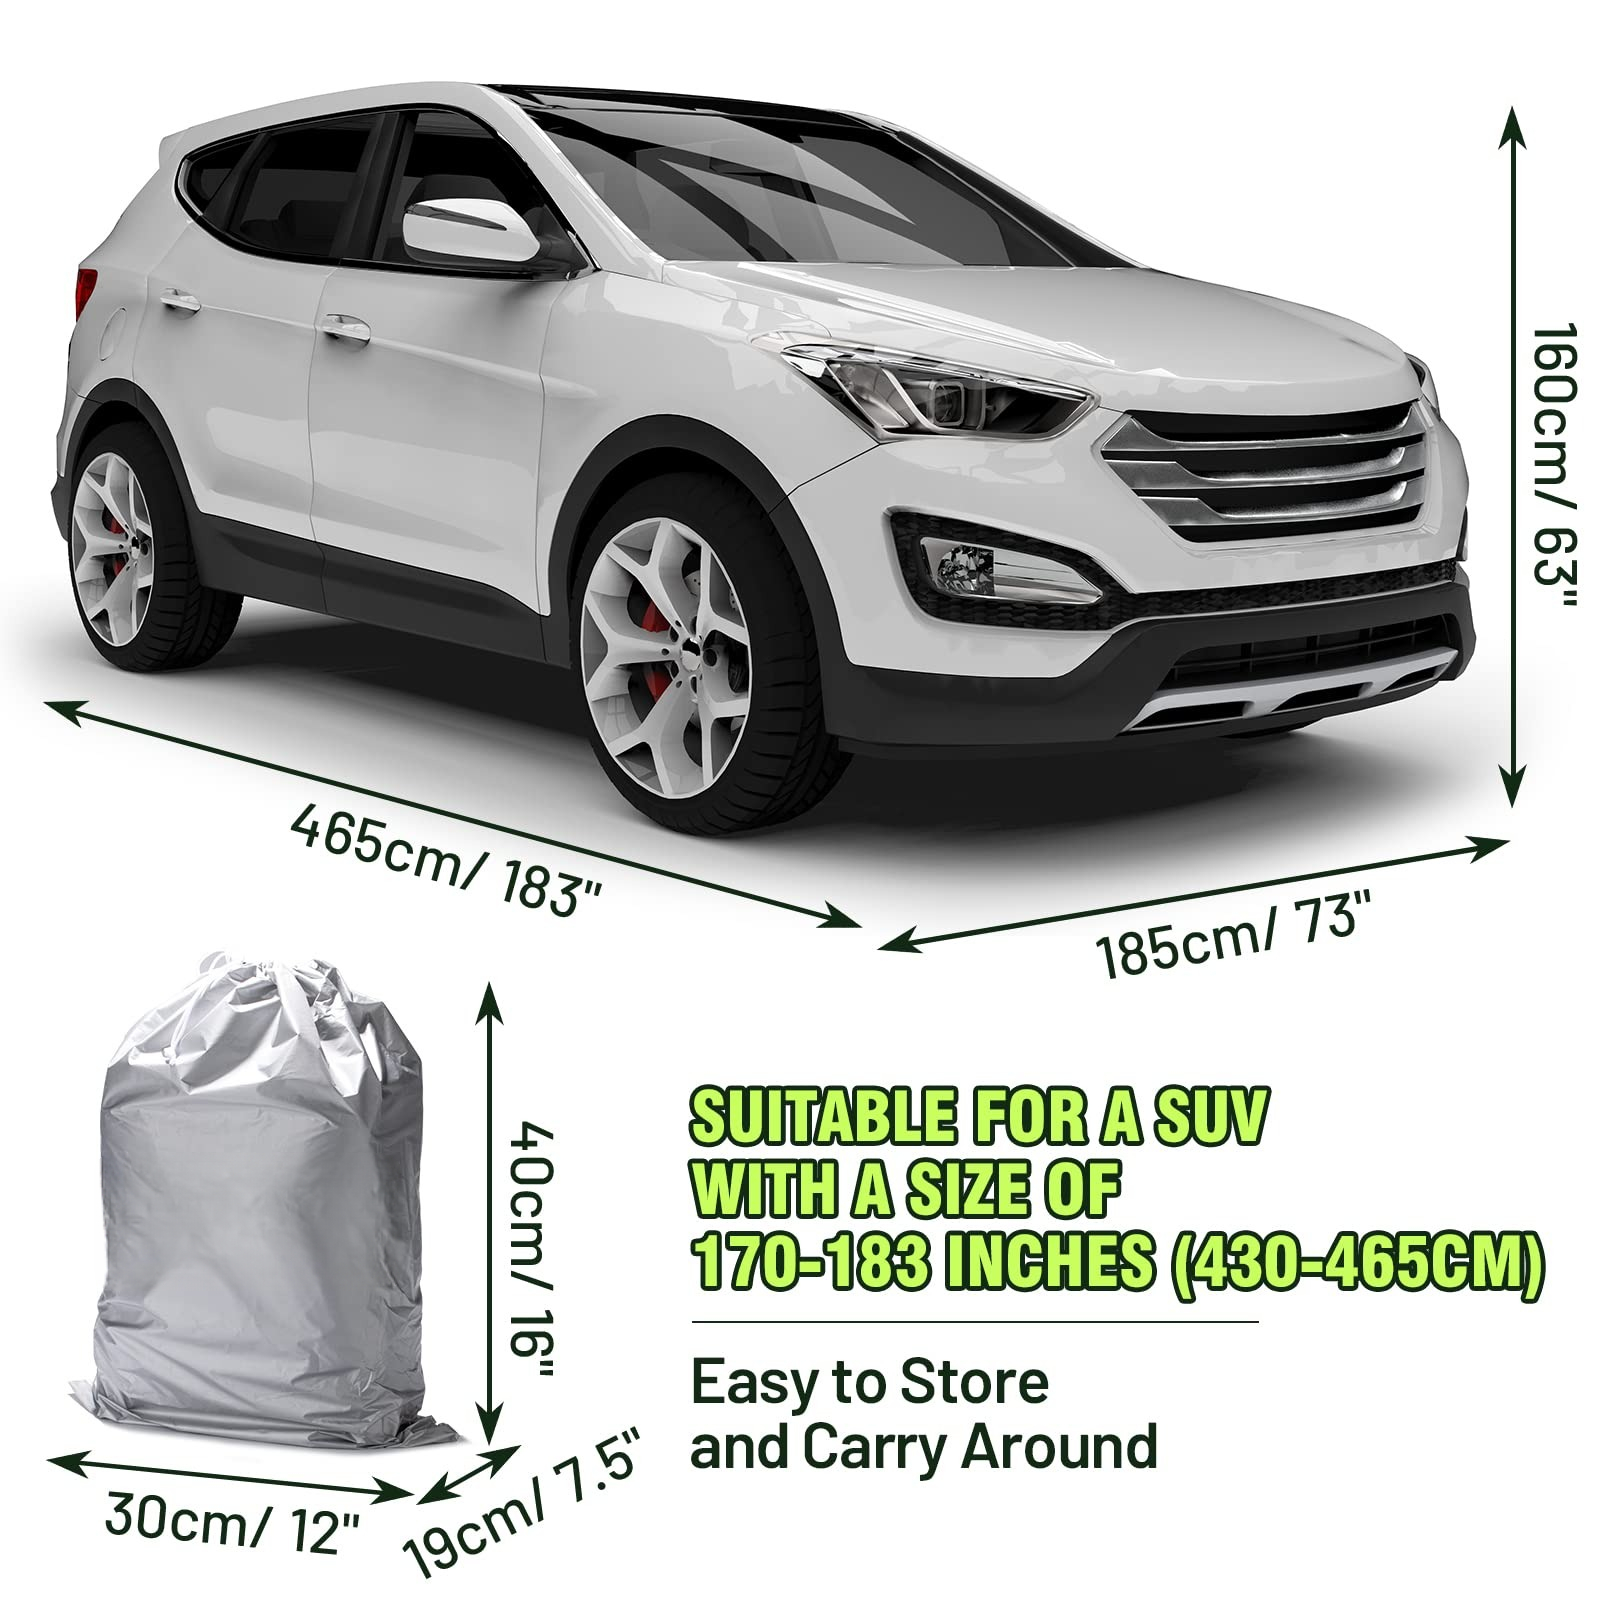 160cm/ 63"
465cm/ 183"
185cm/ 73"
40cm/ 16"
30cm/ 12"
19cm/ 7.5"
SUITABLE FOR A SUV
WITH A SIZE OF
170-183 INCHES (430-465CM)
Easy to Store
and Carry Around